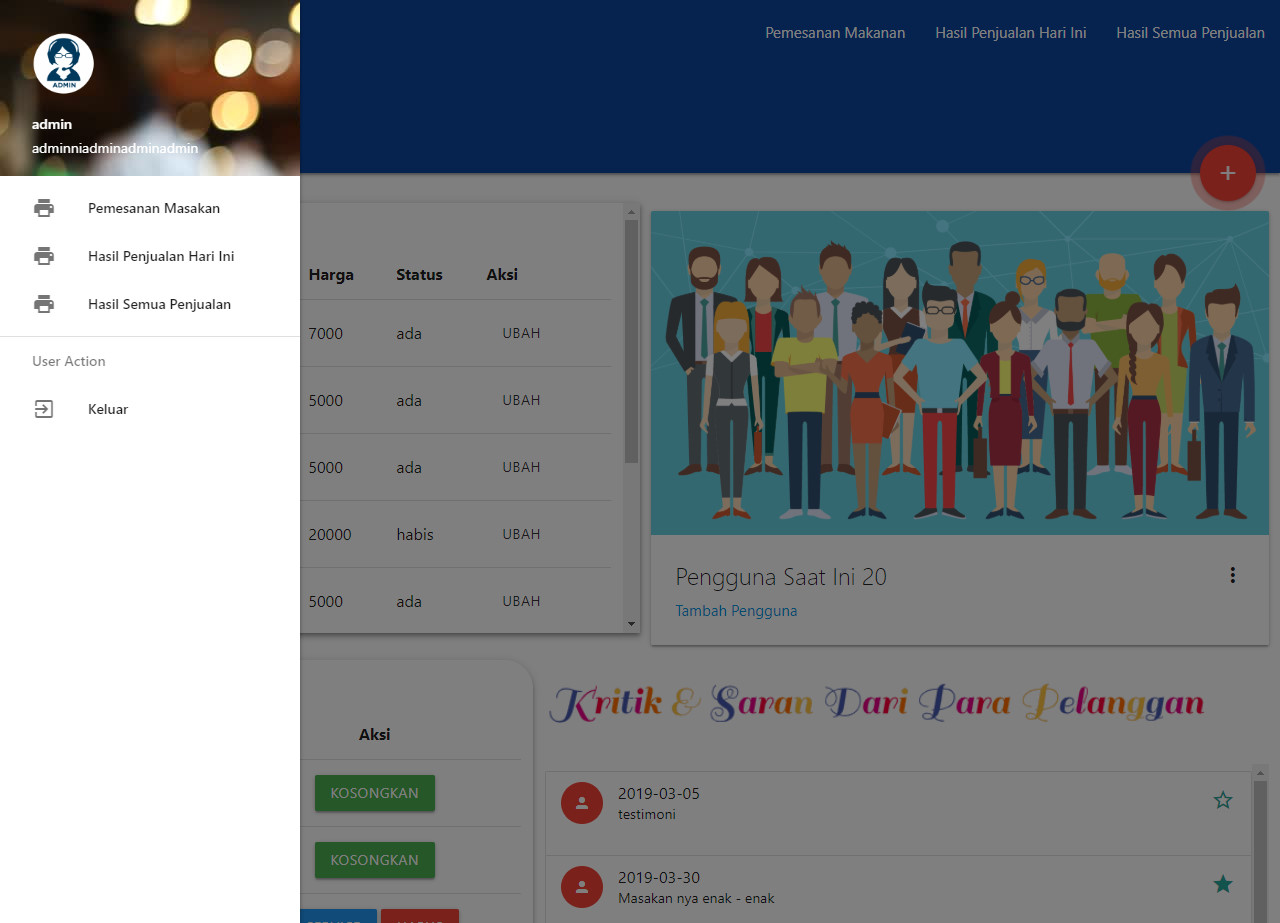 ADMIN
admin
adminniadminadminadmin
Pemesanan Masakan
Hasil Penjualan Hari Ini
Hasil Semua Penjualan
User Action
Keluar
Pemesanan Makanan Hasil Penjualan Hari Ini Hasil Semua Penjualan
Harga Status Aksi
7000 ada UBAH
5000 ada UBAH
5000 ada UBAH
20000 habis UBAH
5000 ada UBAH
Pengguna Saat Ini 20
Tambah Pengguna
Aksi
KOSONGKAN
KOSONGKAN
Kritik & Saran Dari Para Pelanggan
2019-03-05
testimoni
2019-03-30
Masakan nya enak - enak